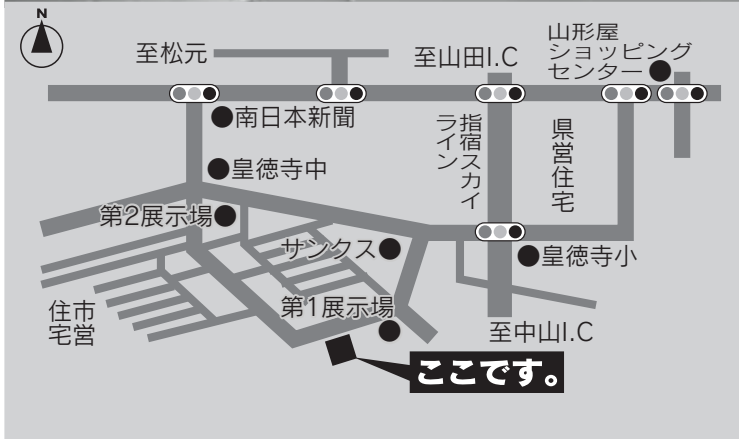 N
至松元
至山田I.C
山形屋
ショッピング
センター
南日本新聞
指宿スカイ
ライン
県営住宅
皇徳寺中
第2展示場
サンクス
皇徳寺小
市営
住宅
第1展示場
至中山I.C
ここです。